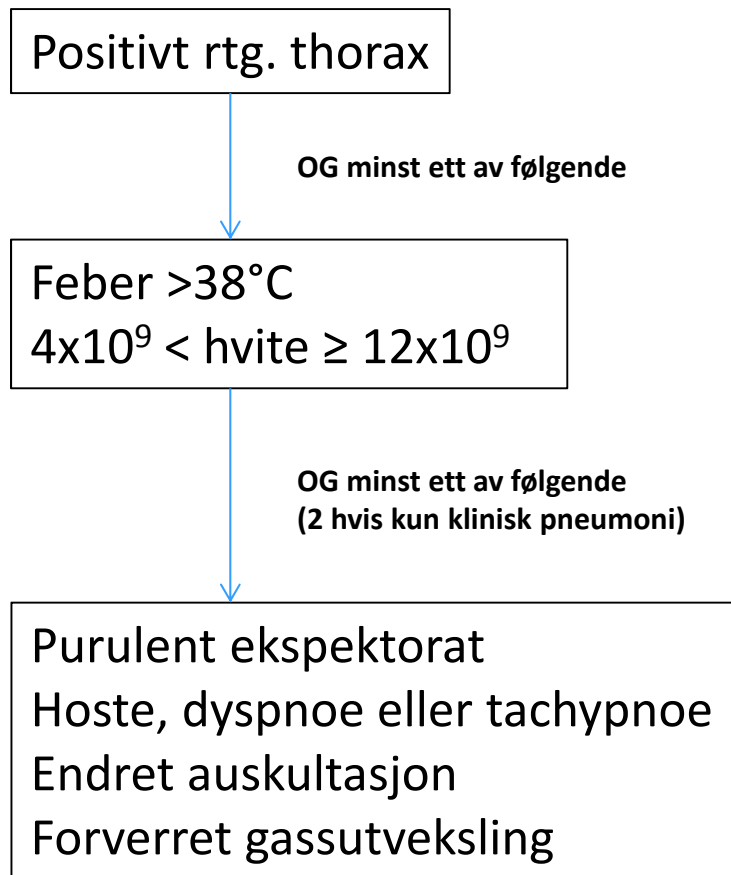 Positivt rtg. thorax
OG minst ett av følgende
Feber >38°C
4x10⁹ < hvite ≥ 12x10⁹
OG minst ett av følgende
(2 hvis kun klinisk pneumoni)
Purulent ekspektorat
Hoste, dyspnoe eller tachypnoe
Endret auskultasjon
Forverret gassutveksling